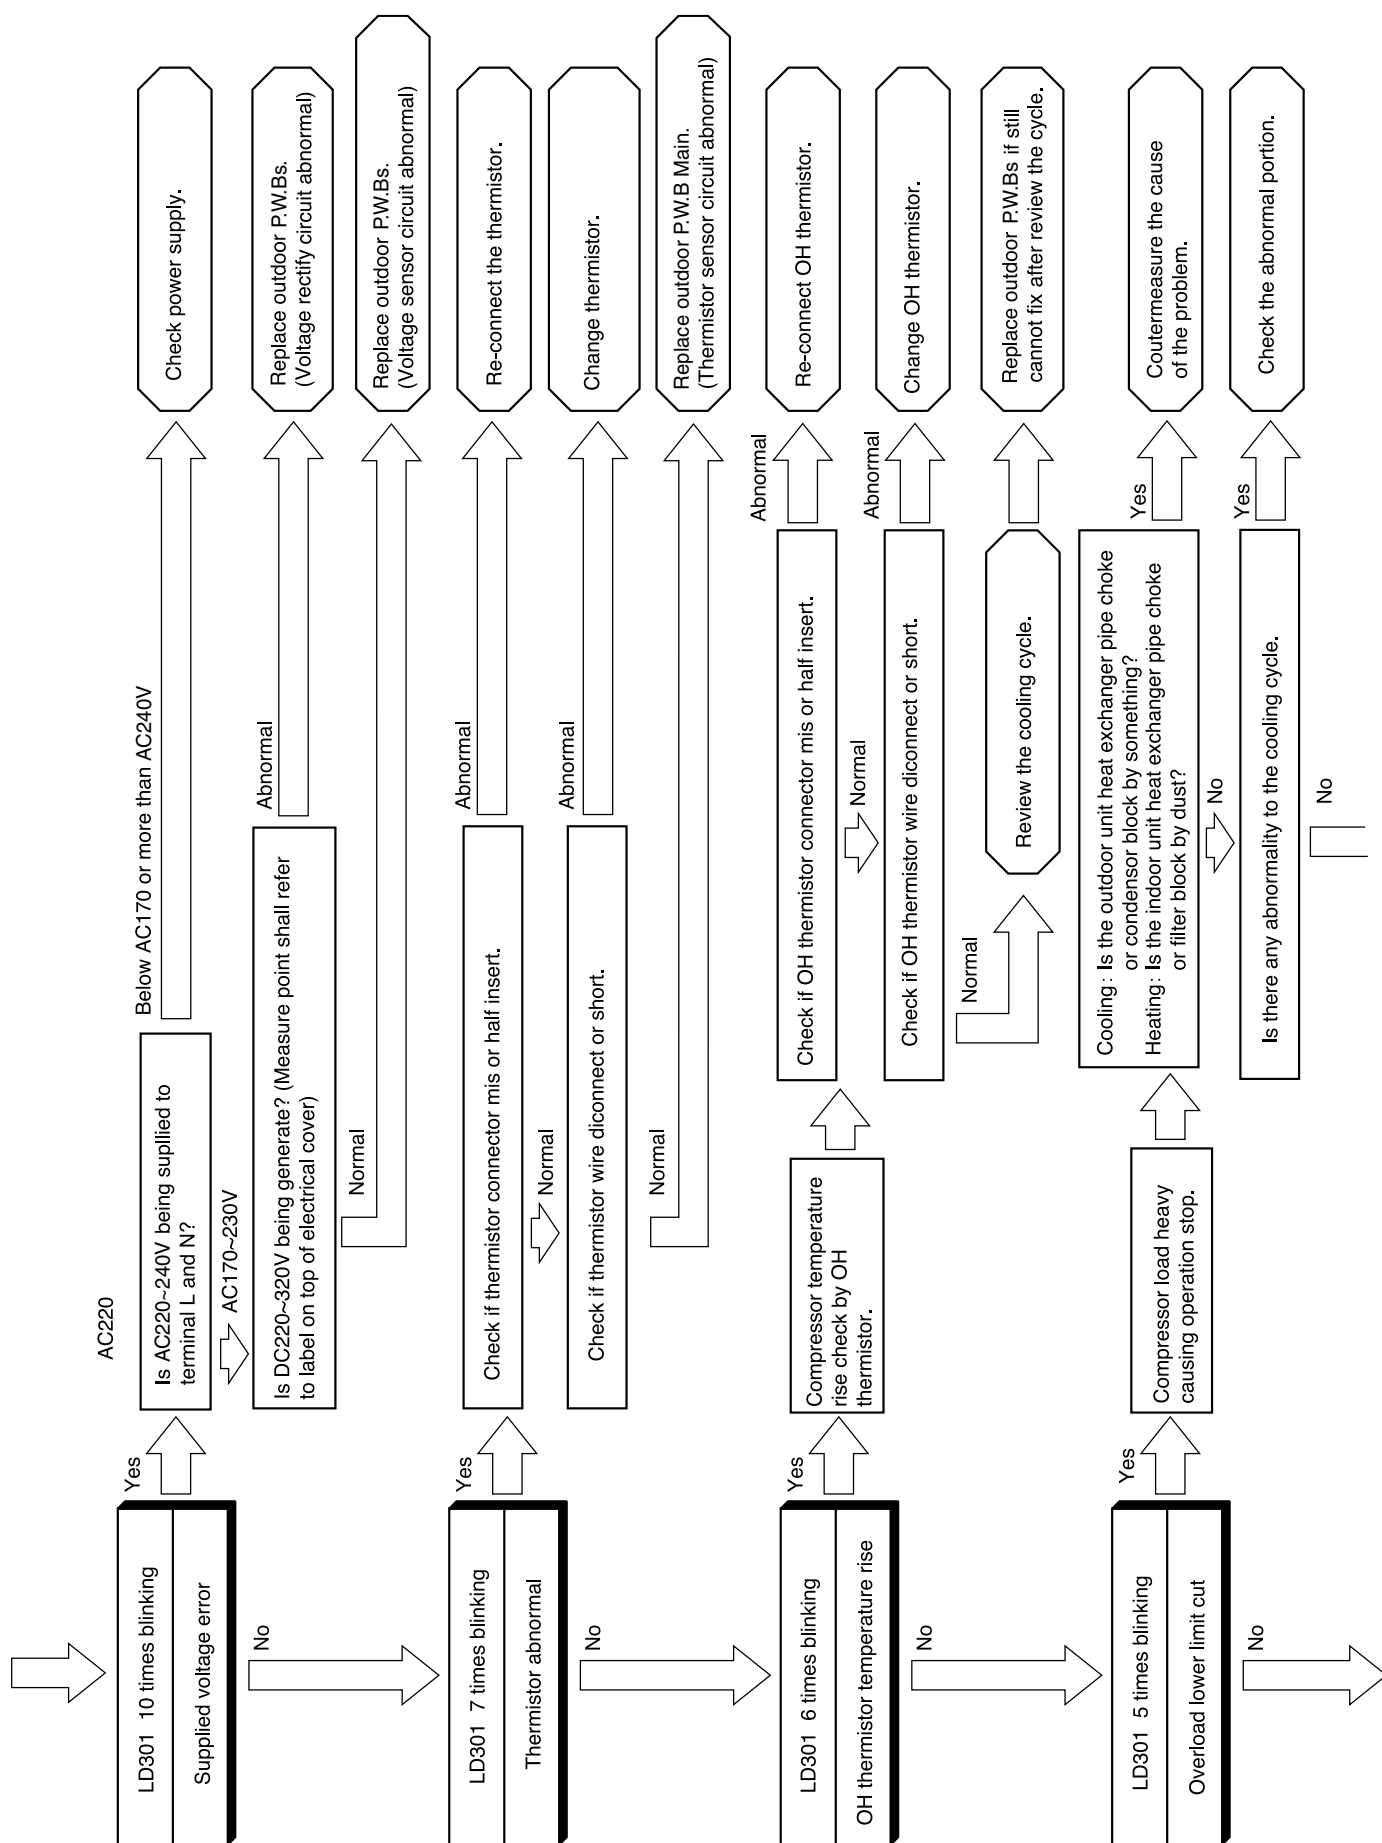 AC220
LD301 10 times blinking
Supplied voltage error
Yes
Is AC220~240V being supllied to
terminal L and N?
Below AC170 or more than AC240V
Check power supply.
AC170~230V
Is DC220~320V being generate? (Measure point shall refer
to label on top of electrical cover)
Abnormal
Replace outdoor P.W.Bs.
(Voltage rectify circuit abnormal)
Normal
Replace outdoor P.W.Bs.
(Voltage sensor circuit abnormal)
No
LD301 7 times blinking
Thermistor abnormal
Yes
Check if thermistor connector mis or half insert.
Abnormal
Re-connect the thermistor.
Normal
Check if thermistor wire diconnect or short.
Abnormal
Change thermistor.
Normal
Replace outdoor P.W.B Main.
(Thermistor sensor circuit abnormal)
No
LD301 6 times blinking
OH thermistor temperature rise
Yes
Compressor temperature
rise check by OH
thermistor.
Check if OH thermistor connector mis or half insert.
Abnormal
Re-connect OH thermistor.
Normal
Check if OH thermistor wire diconnect or short.
Abnormal
Change OH thermistor.
Normal
Review the cooling cycle.
Replace outdoor P.W.Bs if still
cannot fix after review the cycle.
No
LD301 5 times blinking
Overload lower limit cut
Yes
Compressor load heavy
causing operation stop.
Cooling : Is the outdoor unit heat exchanger pipe choke
or condensor block by something?
Heating: Is the indoor unit heat exchanger pipe choke
or filter block by dust?
Yes
Coutermeasure the cause
of the problem.
No
Is there any abnormality to the cooling cycle.
Yes
Check the abnormal portion.
No
No